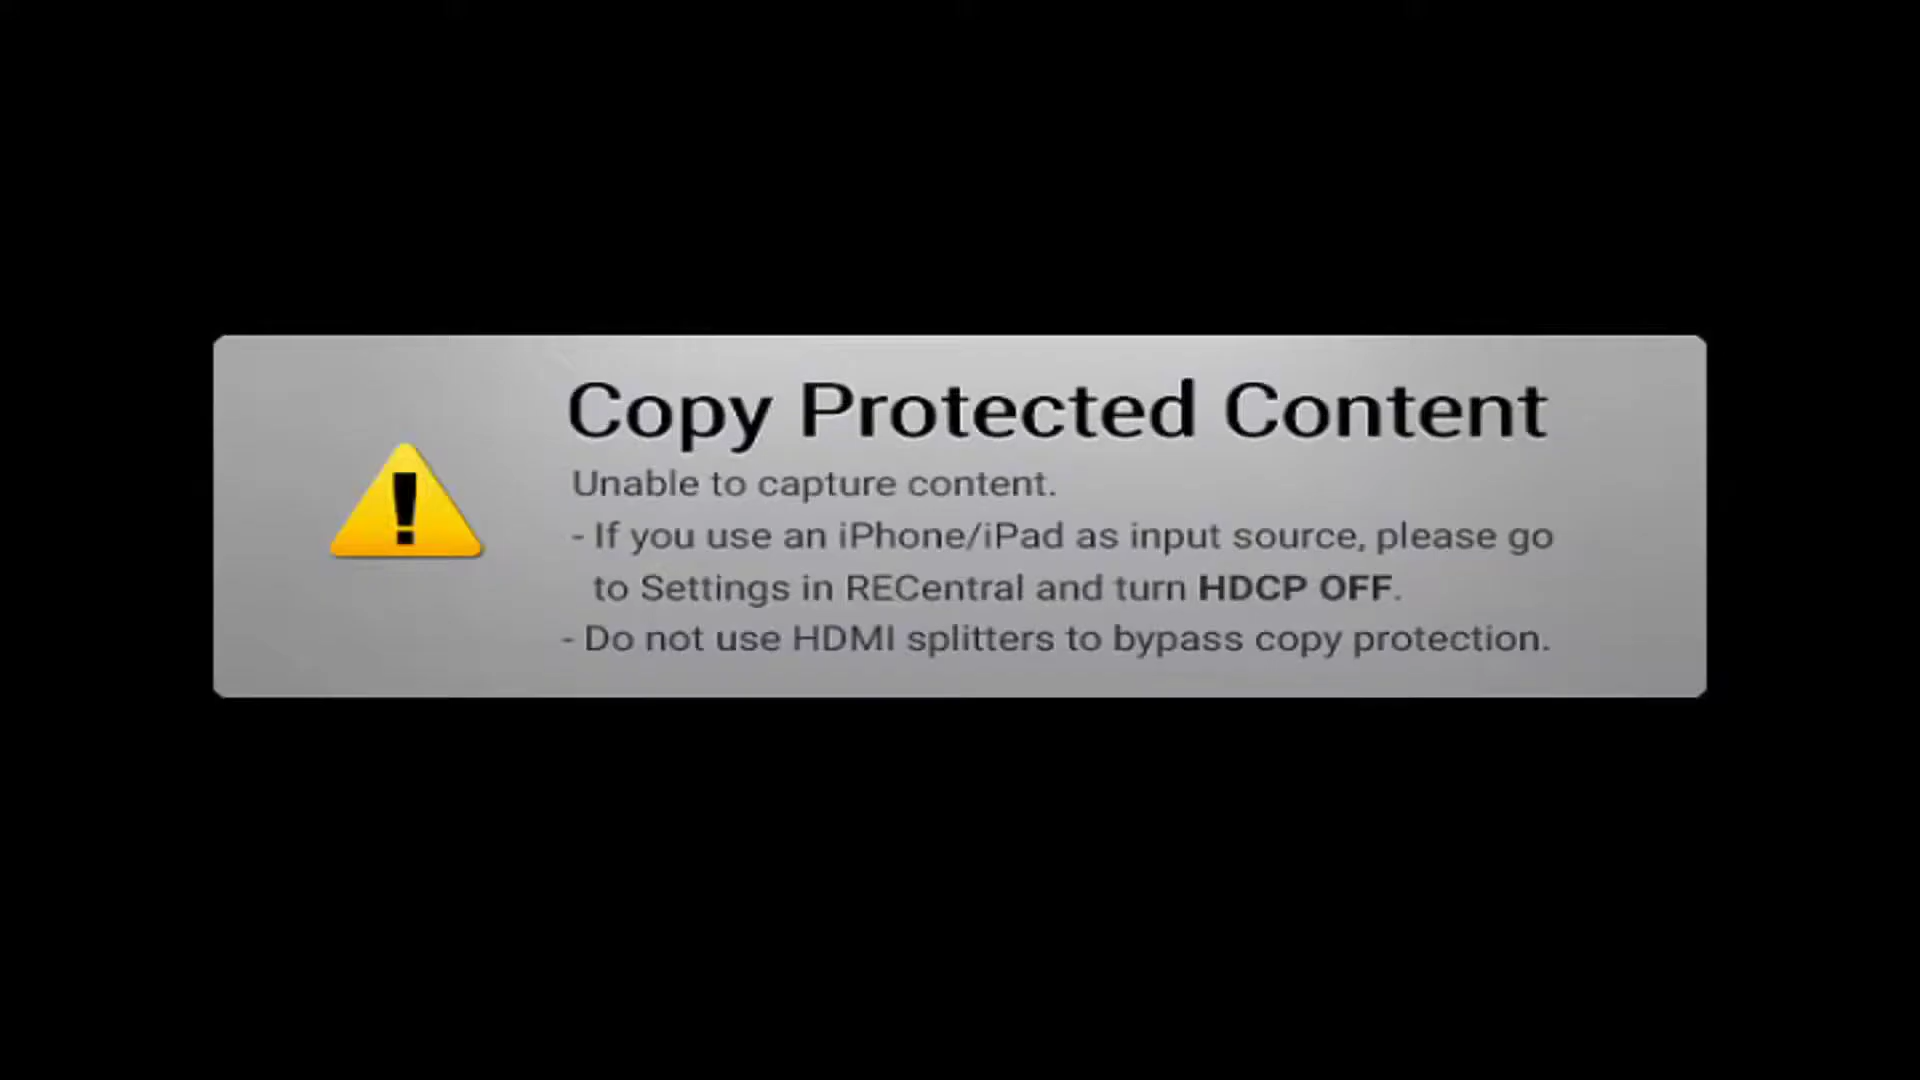 Copy Protected Content
Unable to capture content.
- If you use an iPhone/iPad as input source, please go
to Settings in RECentral and turn HDCP OFF.
- Do not use HDMI splitters to bypass copy protection.